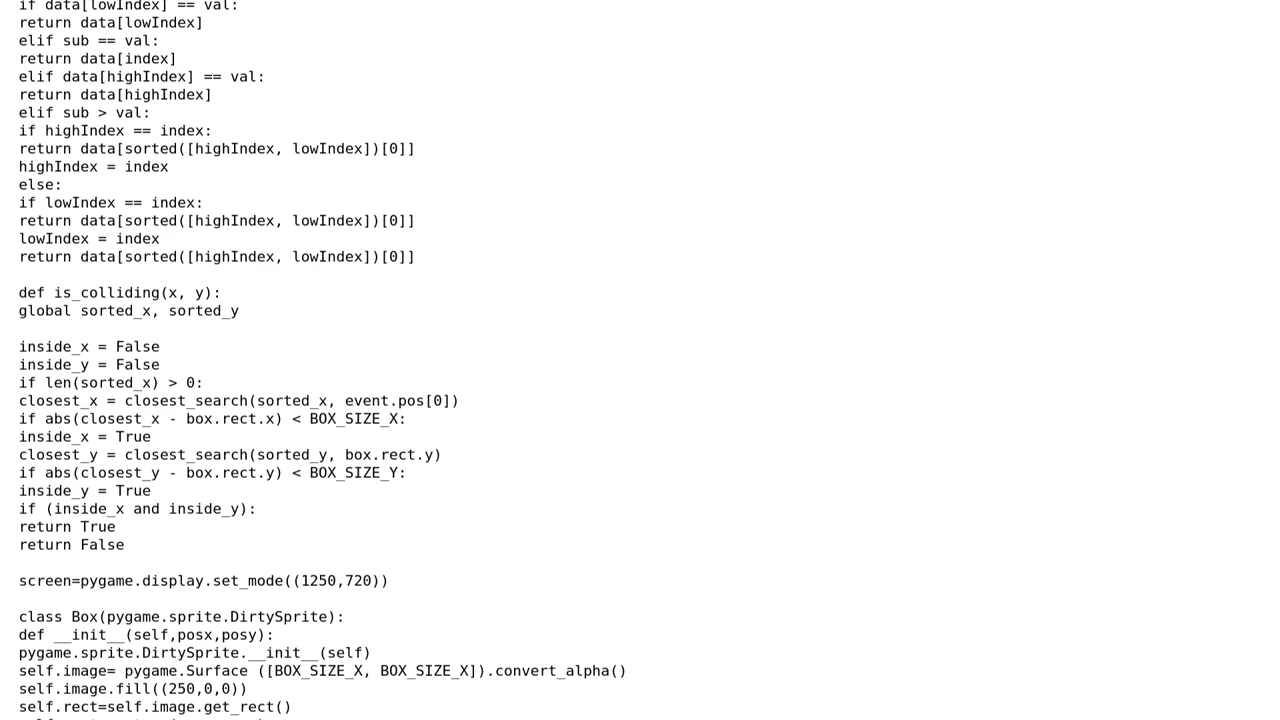 if data[lowIndex] == val:
return data[lowIndex]
elif sub == val:
return data[index]
elif data[highIndex] == val:
return data[highIndex]
elif sub > val:
if highIndex == index:
return data[sorted([highIndex, lowIndex])[0]]
highIndex = index
else:
if lowIndex == index:
return data[sorted([highIndex, lowIndex])[0]]
lowIndex = index
return data[sorted([highIndex, lowIndex])[0]]

def is_colliding(x, y):
global sorted_x, sorted_y

inside_x = False
inside_y = False
if len(sorted_x) > 0:
closest_x = closest_search(sorted_x, event.pos[0])
if abs(closest_x - box.rect.x) < BOX_SIZE_X:
inside_x = True
closest_y = closest_search(sorted_y, box.rect.y)
if abs(closest_y - box.rect.y) < BOX_SIZE_Y:
inside_y = True
if (inside_x and inside_y):
return True
return False

screen=pygame.display.set_mode((1250,720))

class Box(pygame.sprite.DirtySprite):
def __init__(self,posx,posy):
pygame.sprite.DirtySprite.__init__(self)
self.image= pygame.Surface ([BOX_SIZE_X, BOX_SIZE_X]).convert_alpha()
self.image.fill((250,0,0))
self.rect=self.image.get_rect()